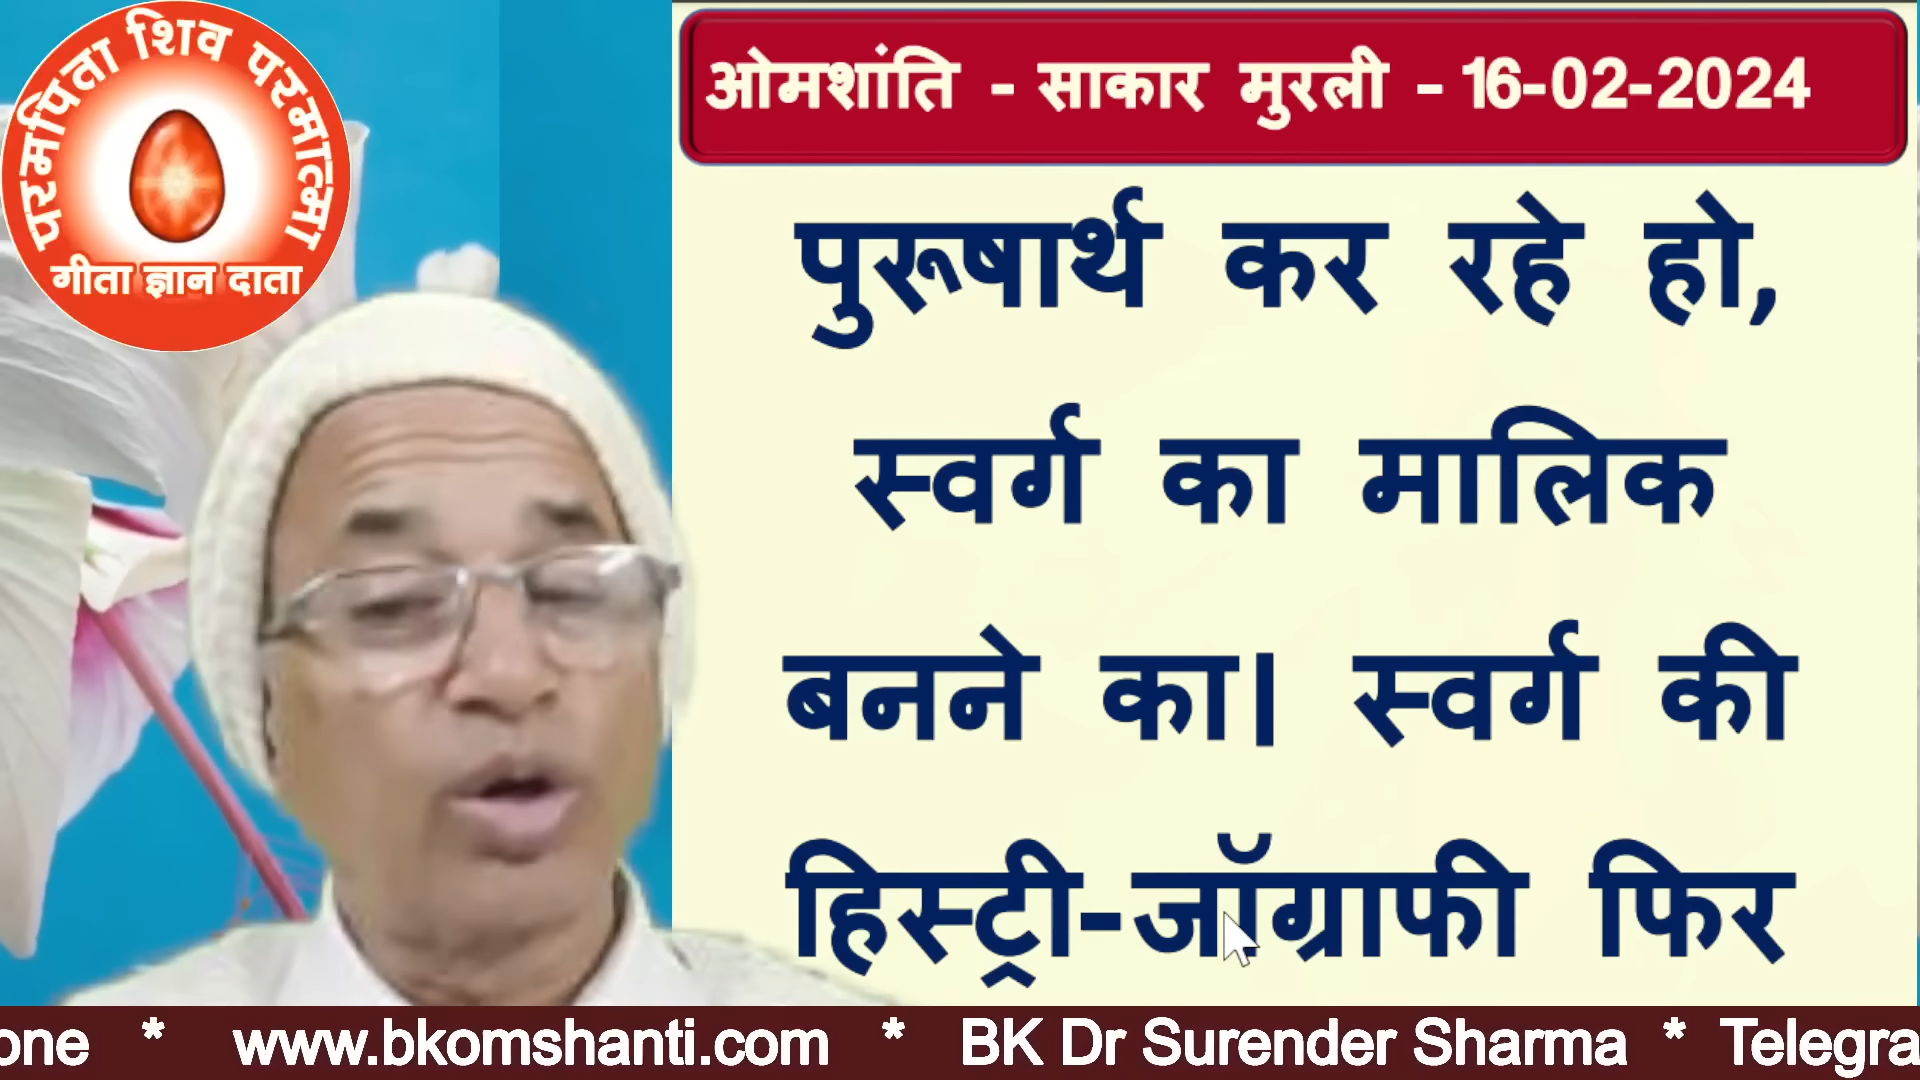 परमपिता शिव परमात्मा
गीता ज्ञान दाता
ओमशांति - साकार मुरली - 16-02-2024
पुरूषार्थ कर रहे हो,
स्वर्ग का मालिक
बनने का। स्वर्ग की
हिस्ट्री-जॉग्राफी फिर
one * www.bkomshanti.com * BK Dr Surender Sharma * Telegra